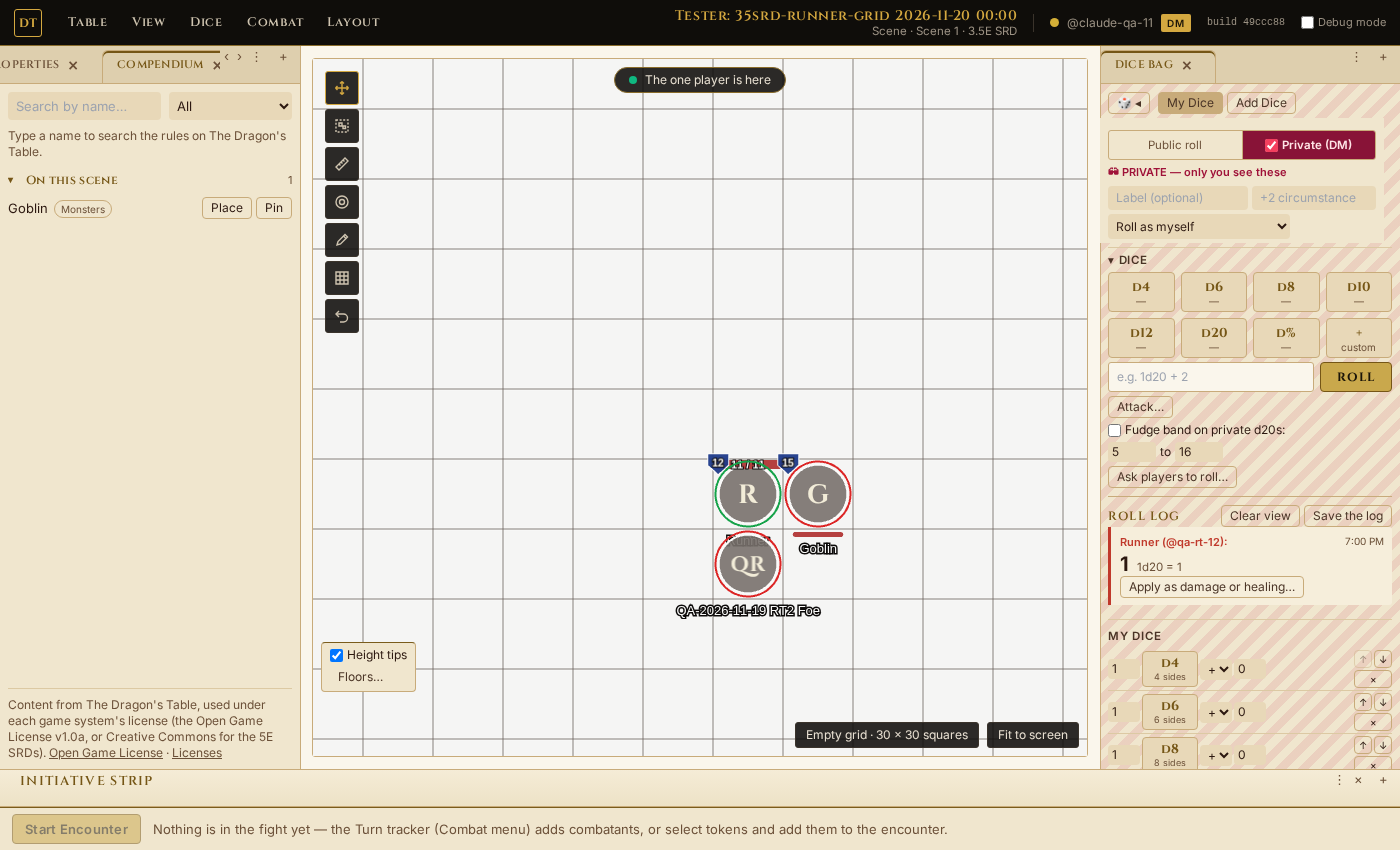 DT TABLE VIEW DICE COMBAT LAYOUT
TESTER: 35SRD-RUNNER-GRID 2026-11-20 00:00
Scene · Scene 1 · 3.5E SRD
@claude-qa-11 DM build 49ccc88 Debug mode
OPERTIES × COMPENDIUM × ‹ › ⋮ +
Search by name... All
Type a name to search the rules on The Dragon's
Table.
▾ ON THIS SCENE 1
Goblin Monsters Place Pin
Content from The Dragon's Table, used under
each game system's license (the Open Game
License v1.0a, or Creative Commons for the 5E
SRDs). Open Game License · Licenses
The one player is here
12 11 / 11 15
R G
Goblin
QR
QA-2026-11-19 RT2 Foe
Height tips
Floors...
Empty grid · 30 × 30 squares Fit to screen
DICE BAG × ⋮ +
My Dice Add Dice
Public roll Private (DM)
PRIVATE — only you see these
Label (optional) +2 circumstance
Roll as myself
▾ DICE
D4 D6 D8 D10
— — — —
D12 D20 D% +
— — — custom
e.g. 1d20 + 2 ROLL
Attack...
Fudge band on private d20s:
5 to 16
Ask players to roll...
ROLL LOG Clear view Save the log
Runner (@qa-rt-12): 7:00 PM
1 1d20 = 1
Apply as damage or healing...
MY DICE
1 D4 + 0 ↑ ↓
4 sides ×
1 D6 + 0 ↑ ↓
6 sides ×
1 D8 + 0 ↑ ↓
8 sides ×
INITIATIVE STRIP ⋮ × +
Start Encounter Nothing is in the fight yet — the Turn tracker (Combat menu) adds combatants, or select tokens and add them to the encounter.